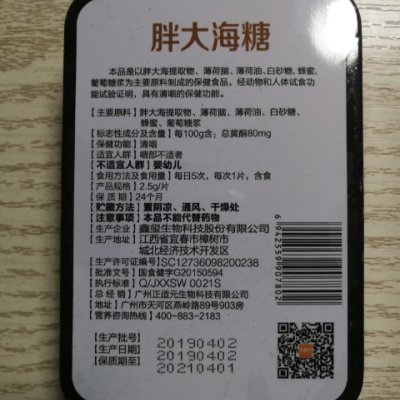 胖大海糖
本品是以胖大海提取物、薄荷脑、薄荷油、白砂糖、蜂蜜、
葡萄糖浆为主要原料制成的保健食品，经动物和人体试食功
能试验证明，具有清咽的保健功能。
【主要原料】胖大海提取物、薄荷脑、薄荷油、白砂糖、
蜂蜜、葡萄糖浆
【标志性成分及含量】每100g含：总黄酮80mg
【保健功能】清咽
【适宜人群】咽部不适者
【不适宜人群】婴幼儿
【食用方法及食用量】每日5次，每次1片，含食
【产品规格】2.5g/片
【保 质 期】24个月
【贮藏方法】置阴凉、通风、干燥处
【注意事项】本品不能代替药物
【生产企业】鑫玺生物科技股份有限公司
【生产地址】江西省宜春市樟树市
城北经济技术开发区
【生产许可证编号】SC12736098200238
【批准文号】国食健字G20150594
【执行标准】Q/JXXSW 0021S
【总 经 销】广州正适元生物科技有限公司
【地址】广州市天河区燕岭路89号903房
【营养咨询热线】400-883-2183
【生产批号】 20190402
【生产日期】 20190402
【保质期至】 20210401
6942359907802